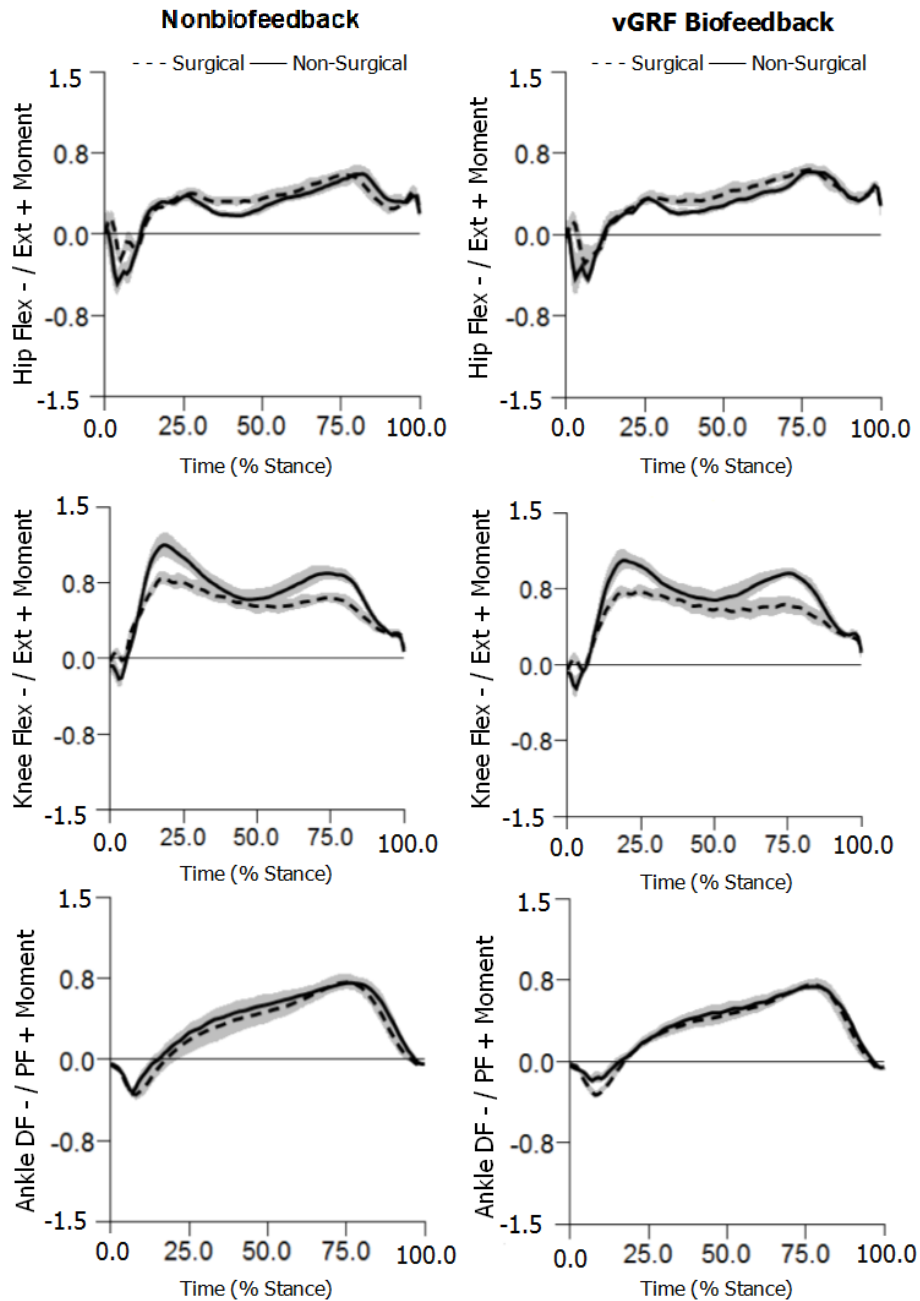 Nonbiofeedback
vGRF Biofeedback
--- Surgical — Non-Surgical
--- Surgical — Non-Surgical
Hip Flex - / Ext + Moment
1.5
0.8
0.0
-0.8
-1.5
0.0 25.0 50.0 75.0 100.0
Time (% Stance)
Hip Flex - / Ext + Moment
1.5
0.8
0.0
-0.8
-1.5
0.0 25.0 50.0 75.0 100.0
Time (% Stance)
Knee Flex - / Ext + Moment
1.5
0.8
0.0
-0.8
-1.5
0.0 25.0 50.0 75.0 100.0
Time (% Stance)
Knee Flex - / Ext + Moment
1.5
0.8
0.0
-0.8
-1.5
0.0 25.0 50.0 75.0 100.0
Time (% Stance)
Ankle DF - / PF + Moment
1.5
0.8
0.0
-0.8
-1.5
0.0 25.0 50.0 75.0 100.0
Time (% Stance)
Ankle DF - / PF + Moment
1.5
0.8
0.0
-0.8
-1.5
0.0 25.0 50.0 75.0 100.0
Time (% Stance)